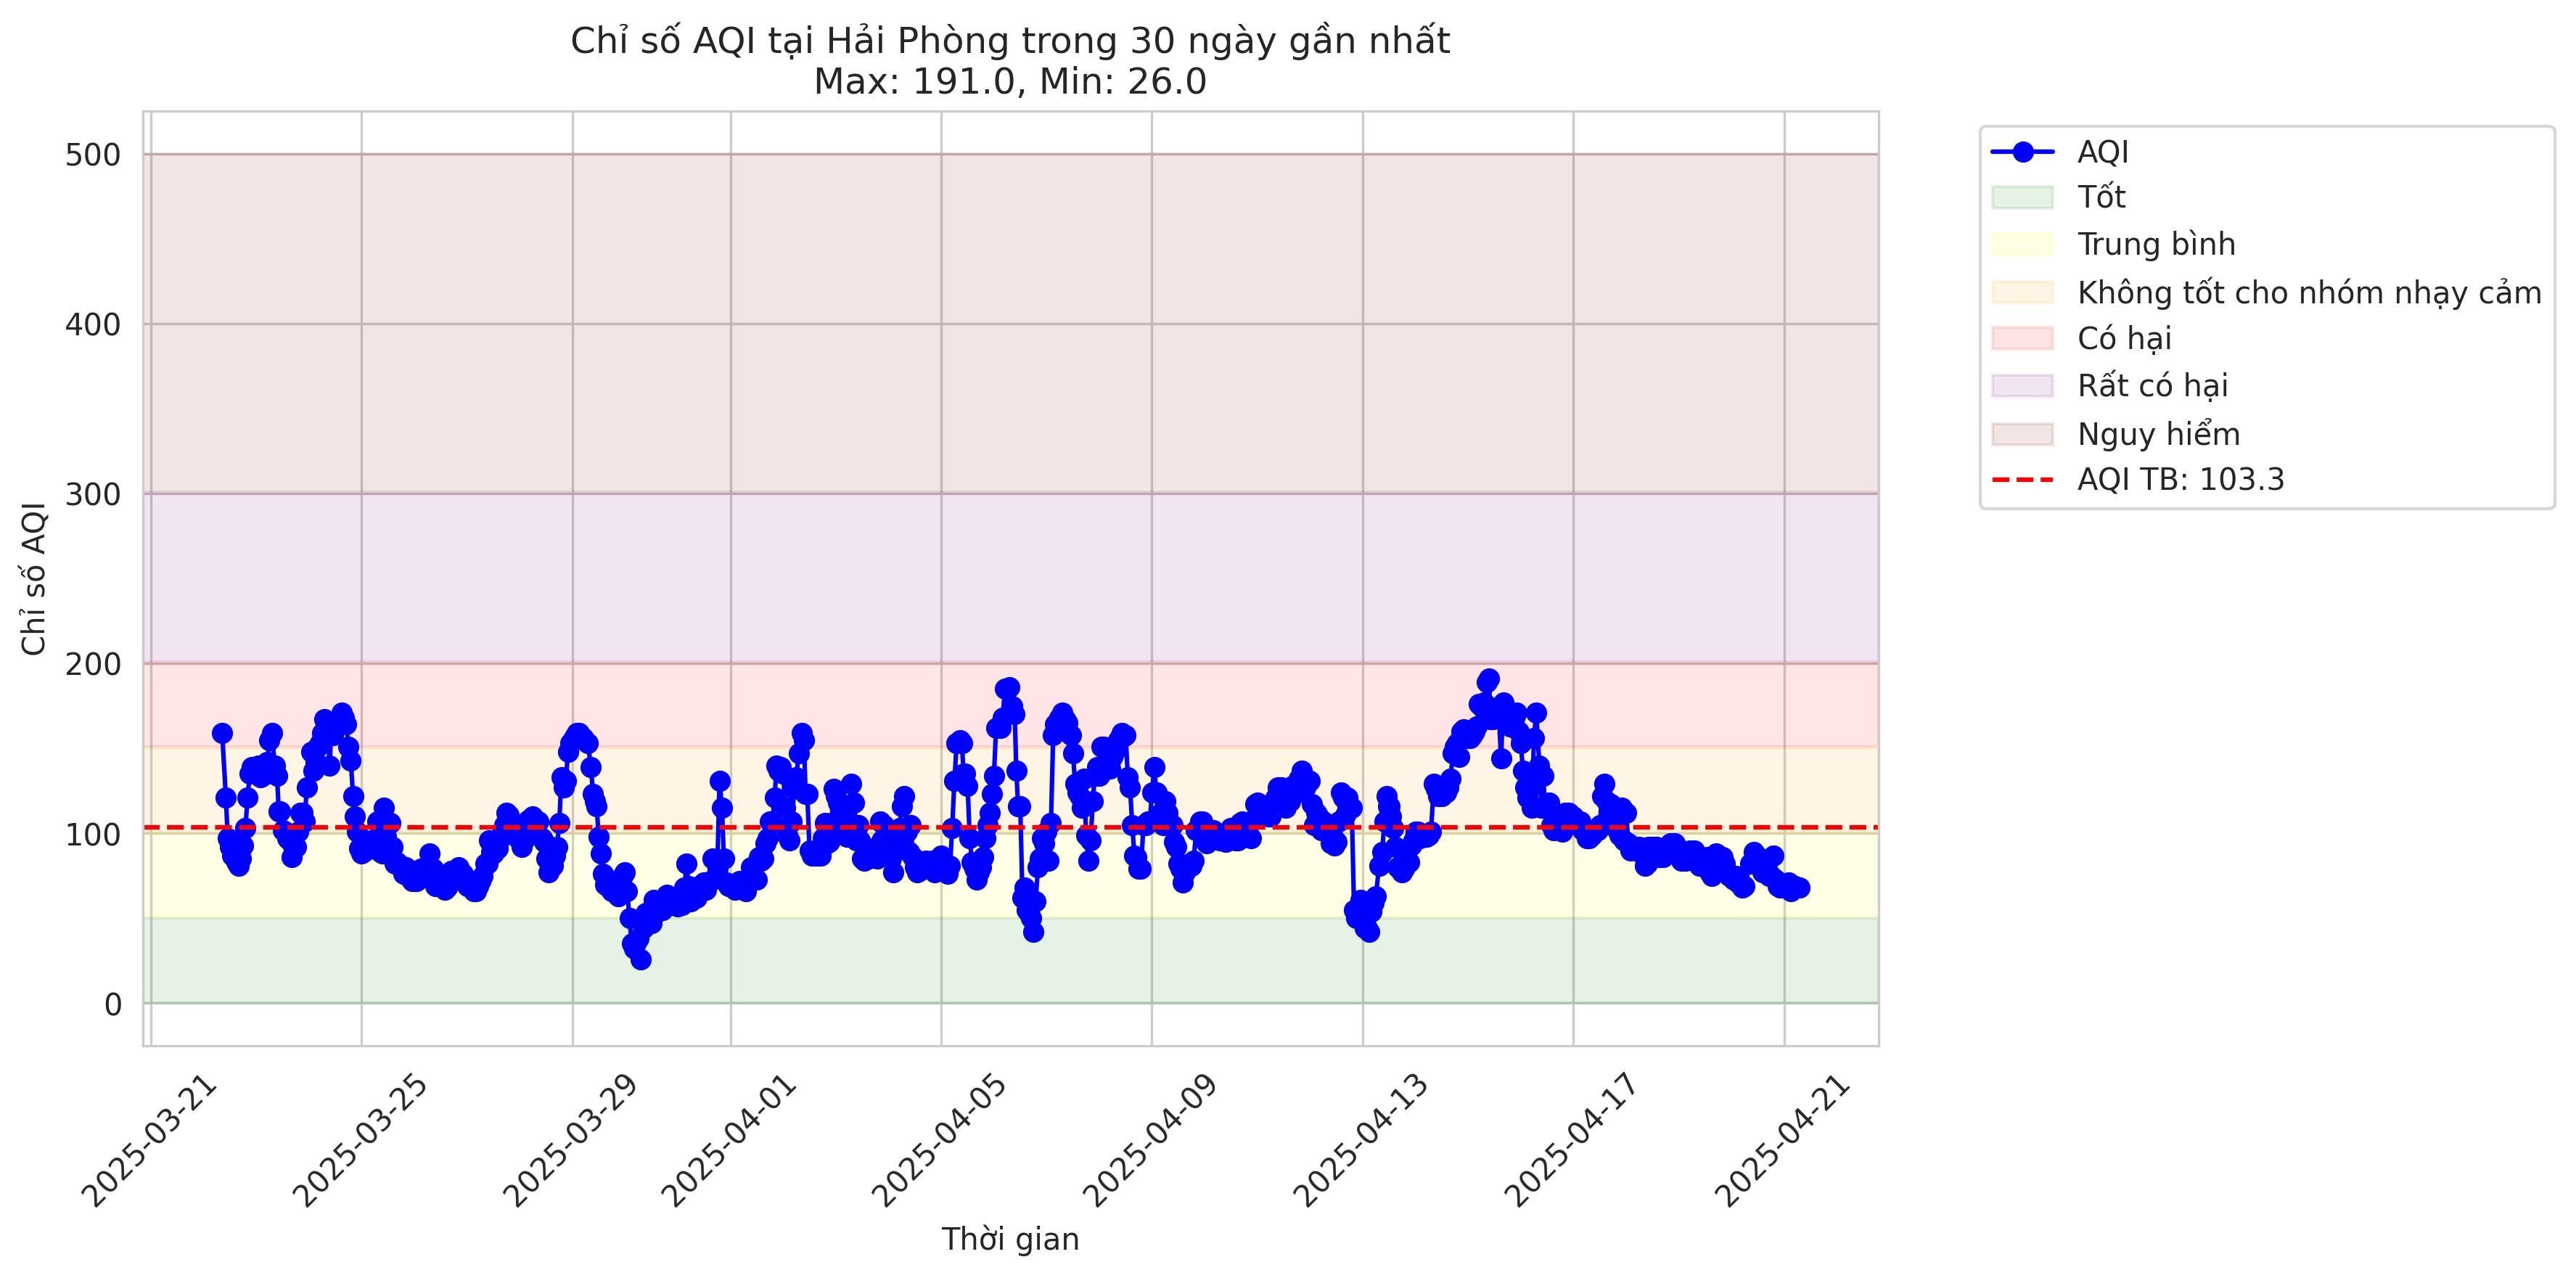 Chỉ số AQI tại Hải Phòng trong 30 ngày gần nhất
Max: 191.0, Min: 26.0
Chỉ số AQI
500
400
300
200
100
0
2025-03-21
2025-03-25
2025-03-29
2025-04-01
2025-04-05
2025-04-09
2025-04-13
2025-04-17
2025-04-21
Thời gian
AQI
Tốt
Trung bình
Không tốt cho nhóm nhạy cảm
Có hại
Rất có hại
Nguy hiểm
AQI TB: 103.3